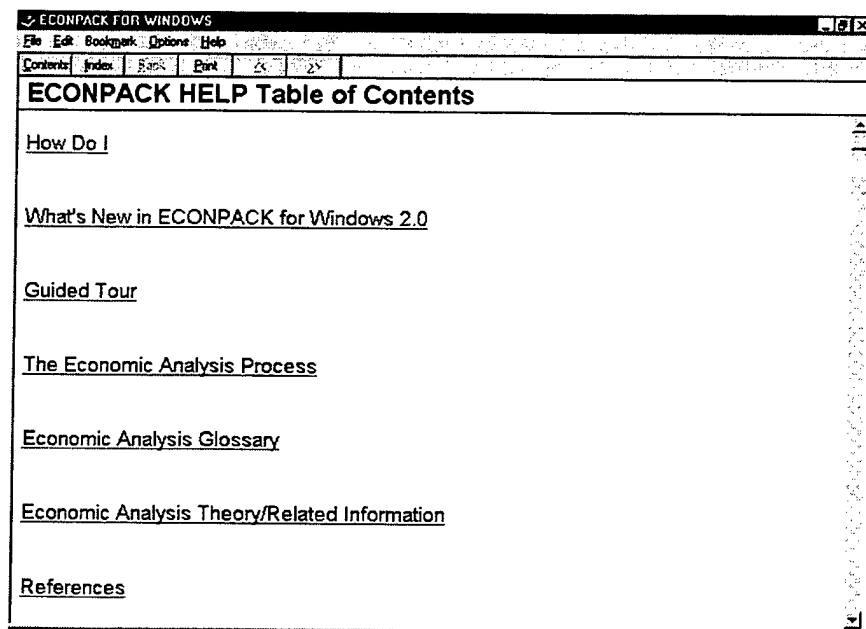 ECONPACK FOR WINDOWS
File Edit Bookmark Options Help
Contents Index Back Print << >>
ECONPACK HELP Table of Contents
How Do I
What's New in ECONPACK for Windows 2.0
Guided Tour
The Economic Analysis Process
Economic Analysis Glossary
Economic Analysis Theory/Related Information
References